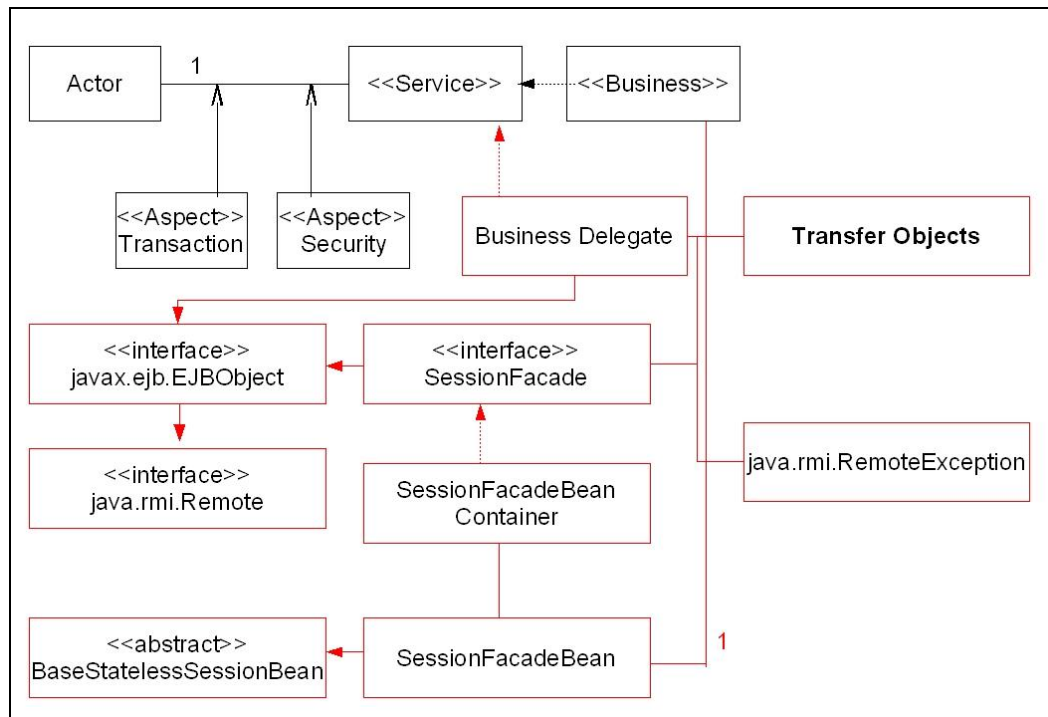 Actor
1
<<Service>>
<<Business>>
<<Aspect>>
Transaction
<<Aspect>>
Security
Business Delegate
Transfer Objects
<<interface>>
javax.ejb.EJBObject
<<interface>>
SessionFacade
<<interface>>
java.rmi.Remote
SessionFacadeBean
Container
java.rmi.RemoteException
<<abstract>>
BaseStatelessSessionBean
SessionFacadeBean
1